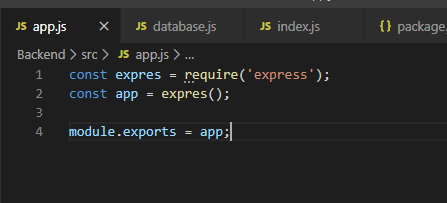 JS app.js × JS database.js JS index.js package.
Backend > src > JS app.js > ...
1 const expres = require('express');
2 const app = expres();
3
4 module.exports = app;